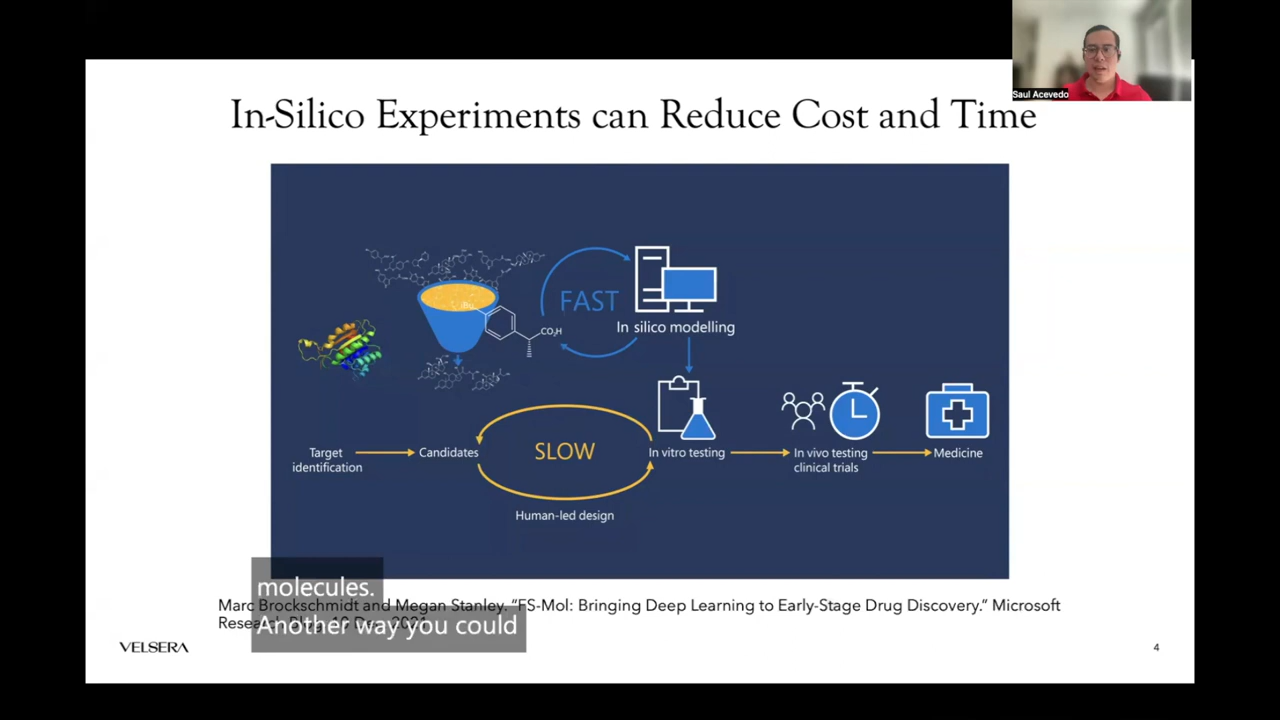 Saul Acevedo
In-Silico Experiments can Reduce Cost and Time
FAST
CO₂H
In silico modelling
Target
identification
Candidates
SLOW
In vitro testing
In vivo testing
clinical trials
Medicine
Human-led design
molecules.
Another way you could
Marc Brockschmidt and Megan Stanley. “FS-Mol: Bringing Deep Learning to Early-Stage Drug Discovery.” Microsoft
VELSERA
4